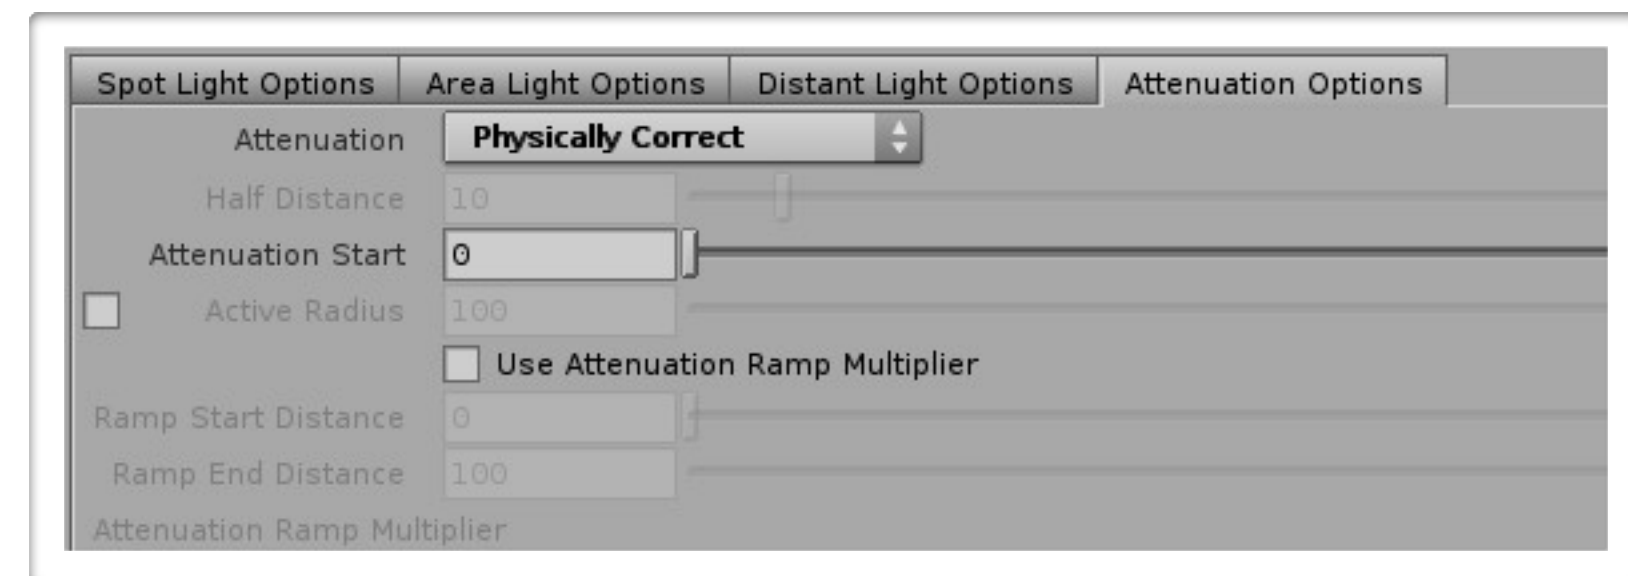 Spot Light Options Area Light Options Distant Light Options Attenuation Options
Attenuation Physically Correct
Half Distance 10
Attenuation Start 0
Active Radius 100
Use Attenuation Ramp Multiplier
Ramp Start Distance 0
Ramp End Distance 100
Attenuation Ramp Multiplier